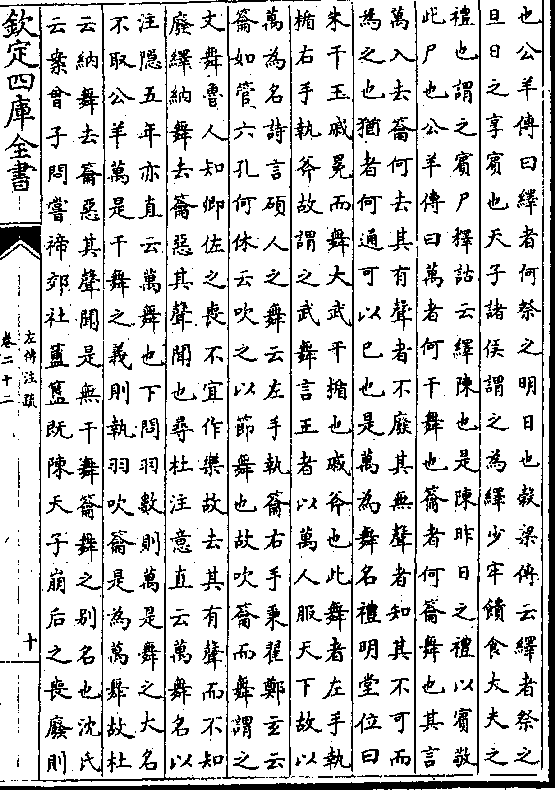 也公羊傳曰繹者何祭之明日也穀梁傳云繹者祭之
旦日之享賓也天子諸侯謂之為繹少牢饋食大夫之
禮也謂之賓尸釋詁云繹陳也是陳昨日之禮以賓敬
此尸也公羊傳曰萬者何干舞也籥者何籥舞也其言
萬入去籥何去其有聲者不廢其無聲者知其不可而
為之也猶者何通可以已也是萬為舞名禮明堂位曰
朱干玉戚冕而舞大武干楯也戚斧也此舞者左手執
楯右手執斧故謂之武舞言王者以萬人服天下故以
萬為名詩言碩人之舞云左手執籥右手秉翟鄭玄云
籥如管六孔何休云吹之以節舞也故吹籥而舞謂之
文舞魯人知卿佐之喪不宜作樂故去其有聲而不知
廢繹納舞去籥惡其聲聞也尋杜注意直云萬舞名以
注隱五年亦直云萬舞也下問羽數則萬是舞之大名
不取公羊萬是干舞之義則執羽吹籥是為萬舞故杜
云納舞去籥惡其聲聞是無干舞籥舞之别名也沈氏
云案曾子問嘗禘郊社簠簋既陳天子崩后之喪廢則
欽定四庫全書
左傳注疏
卷二十二
十